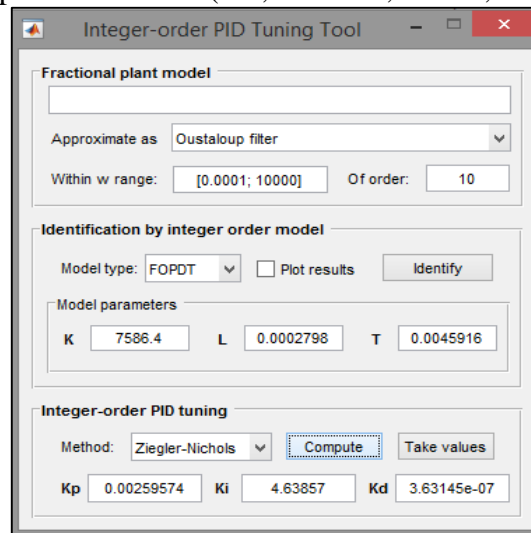 Integer-order PID Tuning Tool
Fractional plant model
Approximate as Oustaloup filter
Within w range: [0.0001; 10000] Of order: 10
Identification by integer order model
Model type: FOPDT Plot results Identify
Model parameters
K 7586.4 L 0.0002798 T 0.0045916
Integer-order PID tuning
Method: Ziegler-Nichols Compute Take values
Kp 0.00259574 Ki 4.63857 Kd 3.63145e-07